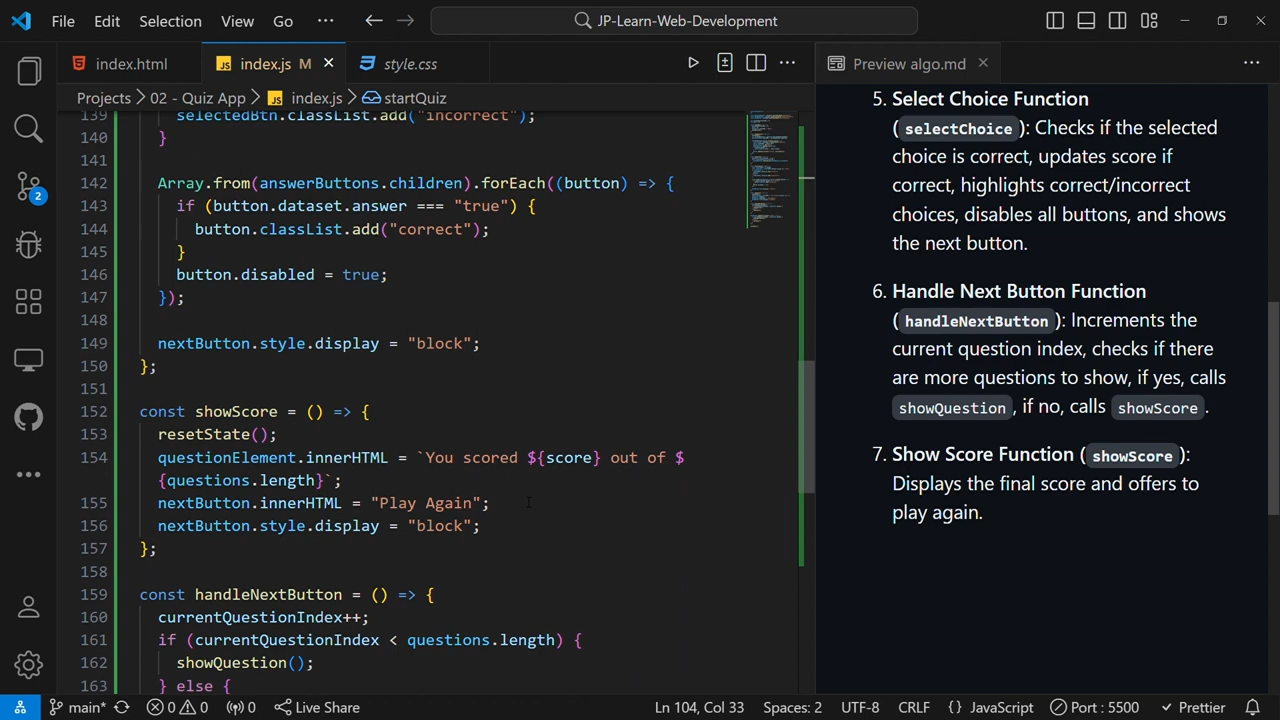 File Edit Selection View Go ··· JP-Learn-Web-Development
index.html index.js M style.css Preview algo.md
Projects > 02 - Quiz App > JS index.js > startQuiz
139 selectedBtn.classList.add("incorrect");
140 }
141
142 Array.from(answerButtons.children).forEach((button) => {
143 if (button.dataset.answer === "true") {
144 button.classList.add("correct");
145 }
146 button.disabled = true;
147 });
148
149 nextButton.style.display = "block";
150 };
151
152 const showScore = () => {
153 resetState();
154 questionElement.innerHTML = `You scored ${score} out of $
{questions.length}`;
155 nextButton.innerHTML = "Play Again";
156 nextButton.style.display = "block";
157 };
158
159 const handleNextButton = () => {
160 currentQuestionIndex++;
161 if (currentQuestionIndex < questions.length) {
162 showQuestion();
163 } else {
5. Select Choice Function
(selectChoice): Checks if the selected
choice is correct, updates score if
correct, highlights correct/incorrect
choices, disables all buttons, and shows
the next button.
6. Handle Next Button Function
(handleNextButton): Increments the
current question index, checks if there
are more questions to show, if yes, calls
showQuestion, if no, calls showScore.
7. Show Score Function (showScore):
Displays the final score and offers to
play again.
2
main* 0 0 0 Live Share Ln 104, Col 33 Spaces: 2 UTF-8 CRLF {} JavaScript Port : 5500 Prettier